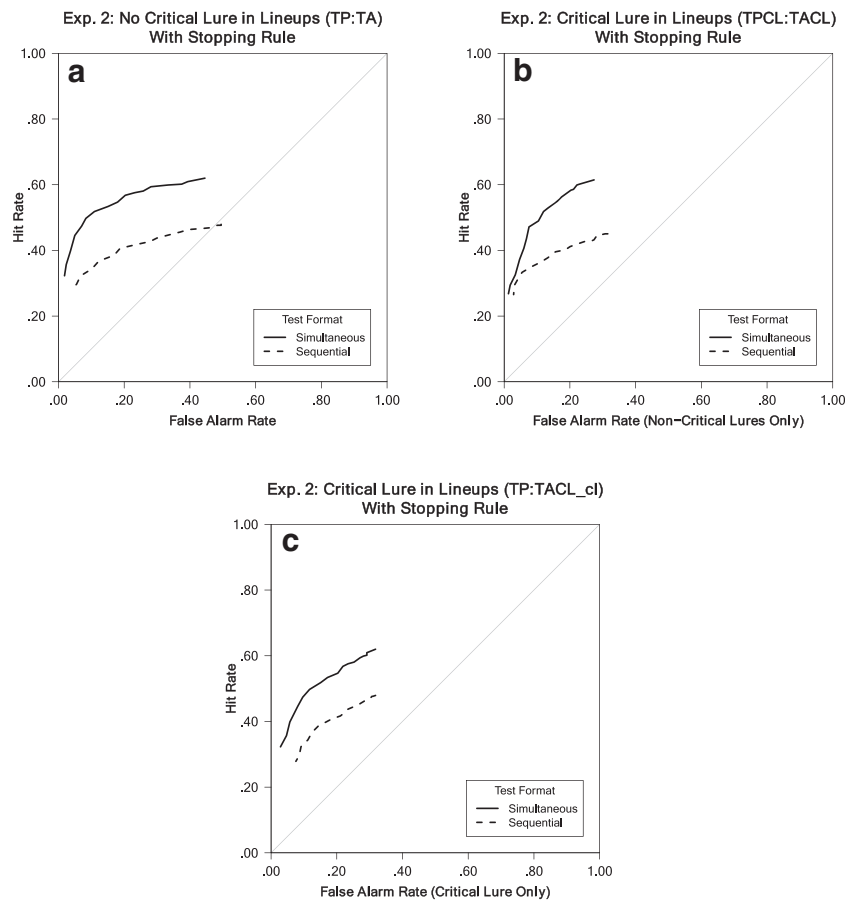 Exp. 2: No Critical Lure in Lineups (TP:TA)
With Stopping Rule
a
1.00
.80
.60
.40
.20
.00
Hit Rate
Test Format
Simultaneous
Sequential
.00 .20 .40 .60 .80 1.00
False Alarm Rate
Exp. 2: Critical Lure in Lineups (TPCL:TACL)
With Stopping Rule
b
1.00
.80
.60
.40
.20
.00
Hit Rate
Test Format
Simultaneous
Sequential
.00 .20 .40 .60 .80 1.00
False Alarm Rate (Non-Critical Lures Only)
Exp. 2: Critical Lure in Lineups (TP:TACL_cl)
With Stopping Rule
c
1.00
.80
.60
.40
.20
.00
Hit Rate
Test Format
Simultaneous
Sequential
.00 .20 .40 .60 .80 1.00
False Alarm Rate (Critical Lure Only)